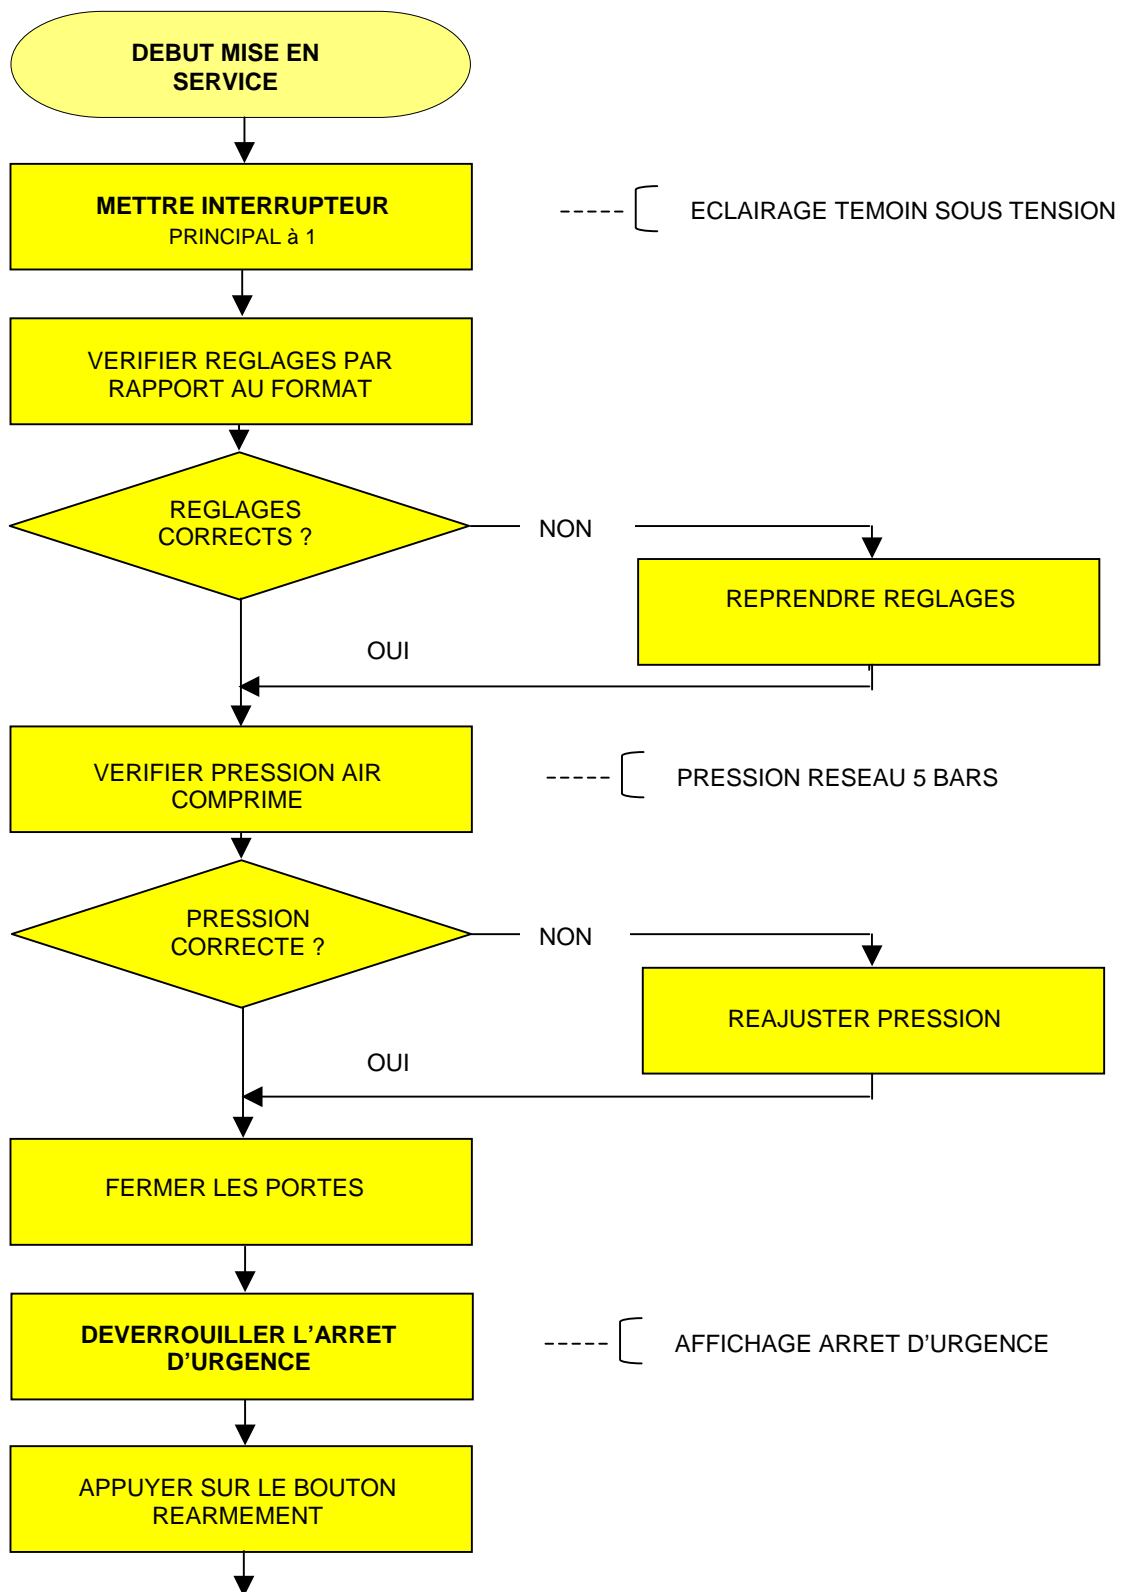 DEBUT MISE EN
SERVICE
METTRE INTERRUPTEUR
PRINCIPAL à 1
ECLAIRAGE TEMOIN SOUS TENSION
VERIFIER REGLAGES PAR
RAPPORT AU FORMAT
REGLAGES
CORRECTS ?
NON
REPRENDRE REGLAGES
OUI
VERIFIER PRESSION AIR
COMPRIME
PRESSION RESEAU 5 BARS
PRESSION
CORRECTE ?
NON
REAJUSTER PRESSION
OUI
FERMER LES PORTES
DEVERROUILLER L'ARRET
D'URGENCE
AFFICHAGE ARRET D'URGENCE
APPUYER SUR LE BOUTON
REARMEMENT